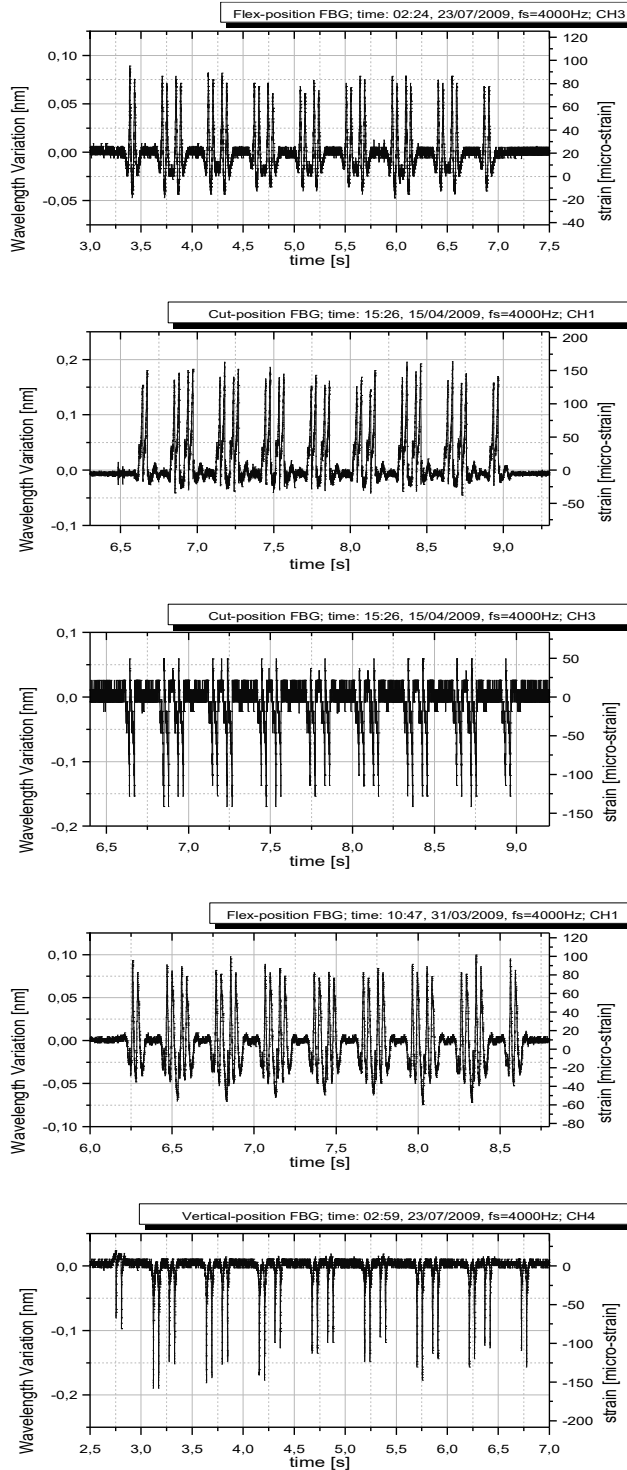 Flex-position FBG; time: 02:24, 23/07/2009, fs=4000Hz; CH3
Wavelength Variation [nm]
0,10
0,05
0,00
-0,05
120
100
80
60
40
20
0
-20
-40
strain [micro-strain]
3,0 3,5 4,0 4,5 5,0 5,5 6,0 6,5 7,0 7,5
time [s]
Cut-position FBG; time: 15:26, 15/04/2009, fs=4000Hz; CH1
Wavelength Variation [nm]
0,2
0,1
0,0
-0,1
200
150
100
50
0
-50
strain [micro-strain]
6,5 7,0 7,5 8,0 8,5 9,0
time [s]
Cut-position FBG; time: 15:26, 15/04/2009, fs=4000Hz; CH3
Wavelength Variation [nm]
0,1
0,0
-0,1
-0,2
50
0
-50
-100
-150
strain [micro-strain]
6,5 7,0 7,5 8,0 8,5 9,0
time [s]
Flex-position FBG; time: 10:47, 31/03/2009, fs=4000Hz; CH1
Wavelength Variation [nm]
0,10
0,05
0,00
-0,05
-0,10
120
100
80
60
40
20
0
-20
-40
-60
-80
strain [micro-strain]
6,0 6,5 7,0 7,5 8,0 8,5
time [s]
Vertical-position FBG; time: 02:59, 23/07/2009, fs=4000Hz; CH4
Wavelength Variation [nm]
0,0
-0,1
-0,2
0
-50
-100
-150
-200
strain [micro-strain]
2,5 3,0 3,5 4,0 4,5 5,0 5,5 6,0 6,5 7,0
time [s]